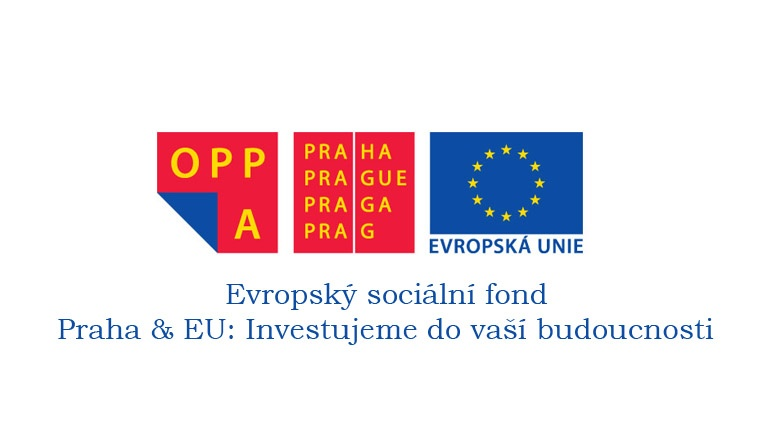 OPP
A
PRA HA
PRA GUE
PRA GA
PRA G
EVROPSKÁ UNIE
Evropský sociální fond
Praha & EU: Investujeme do vaší budoucnosti